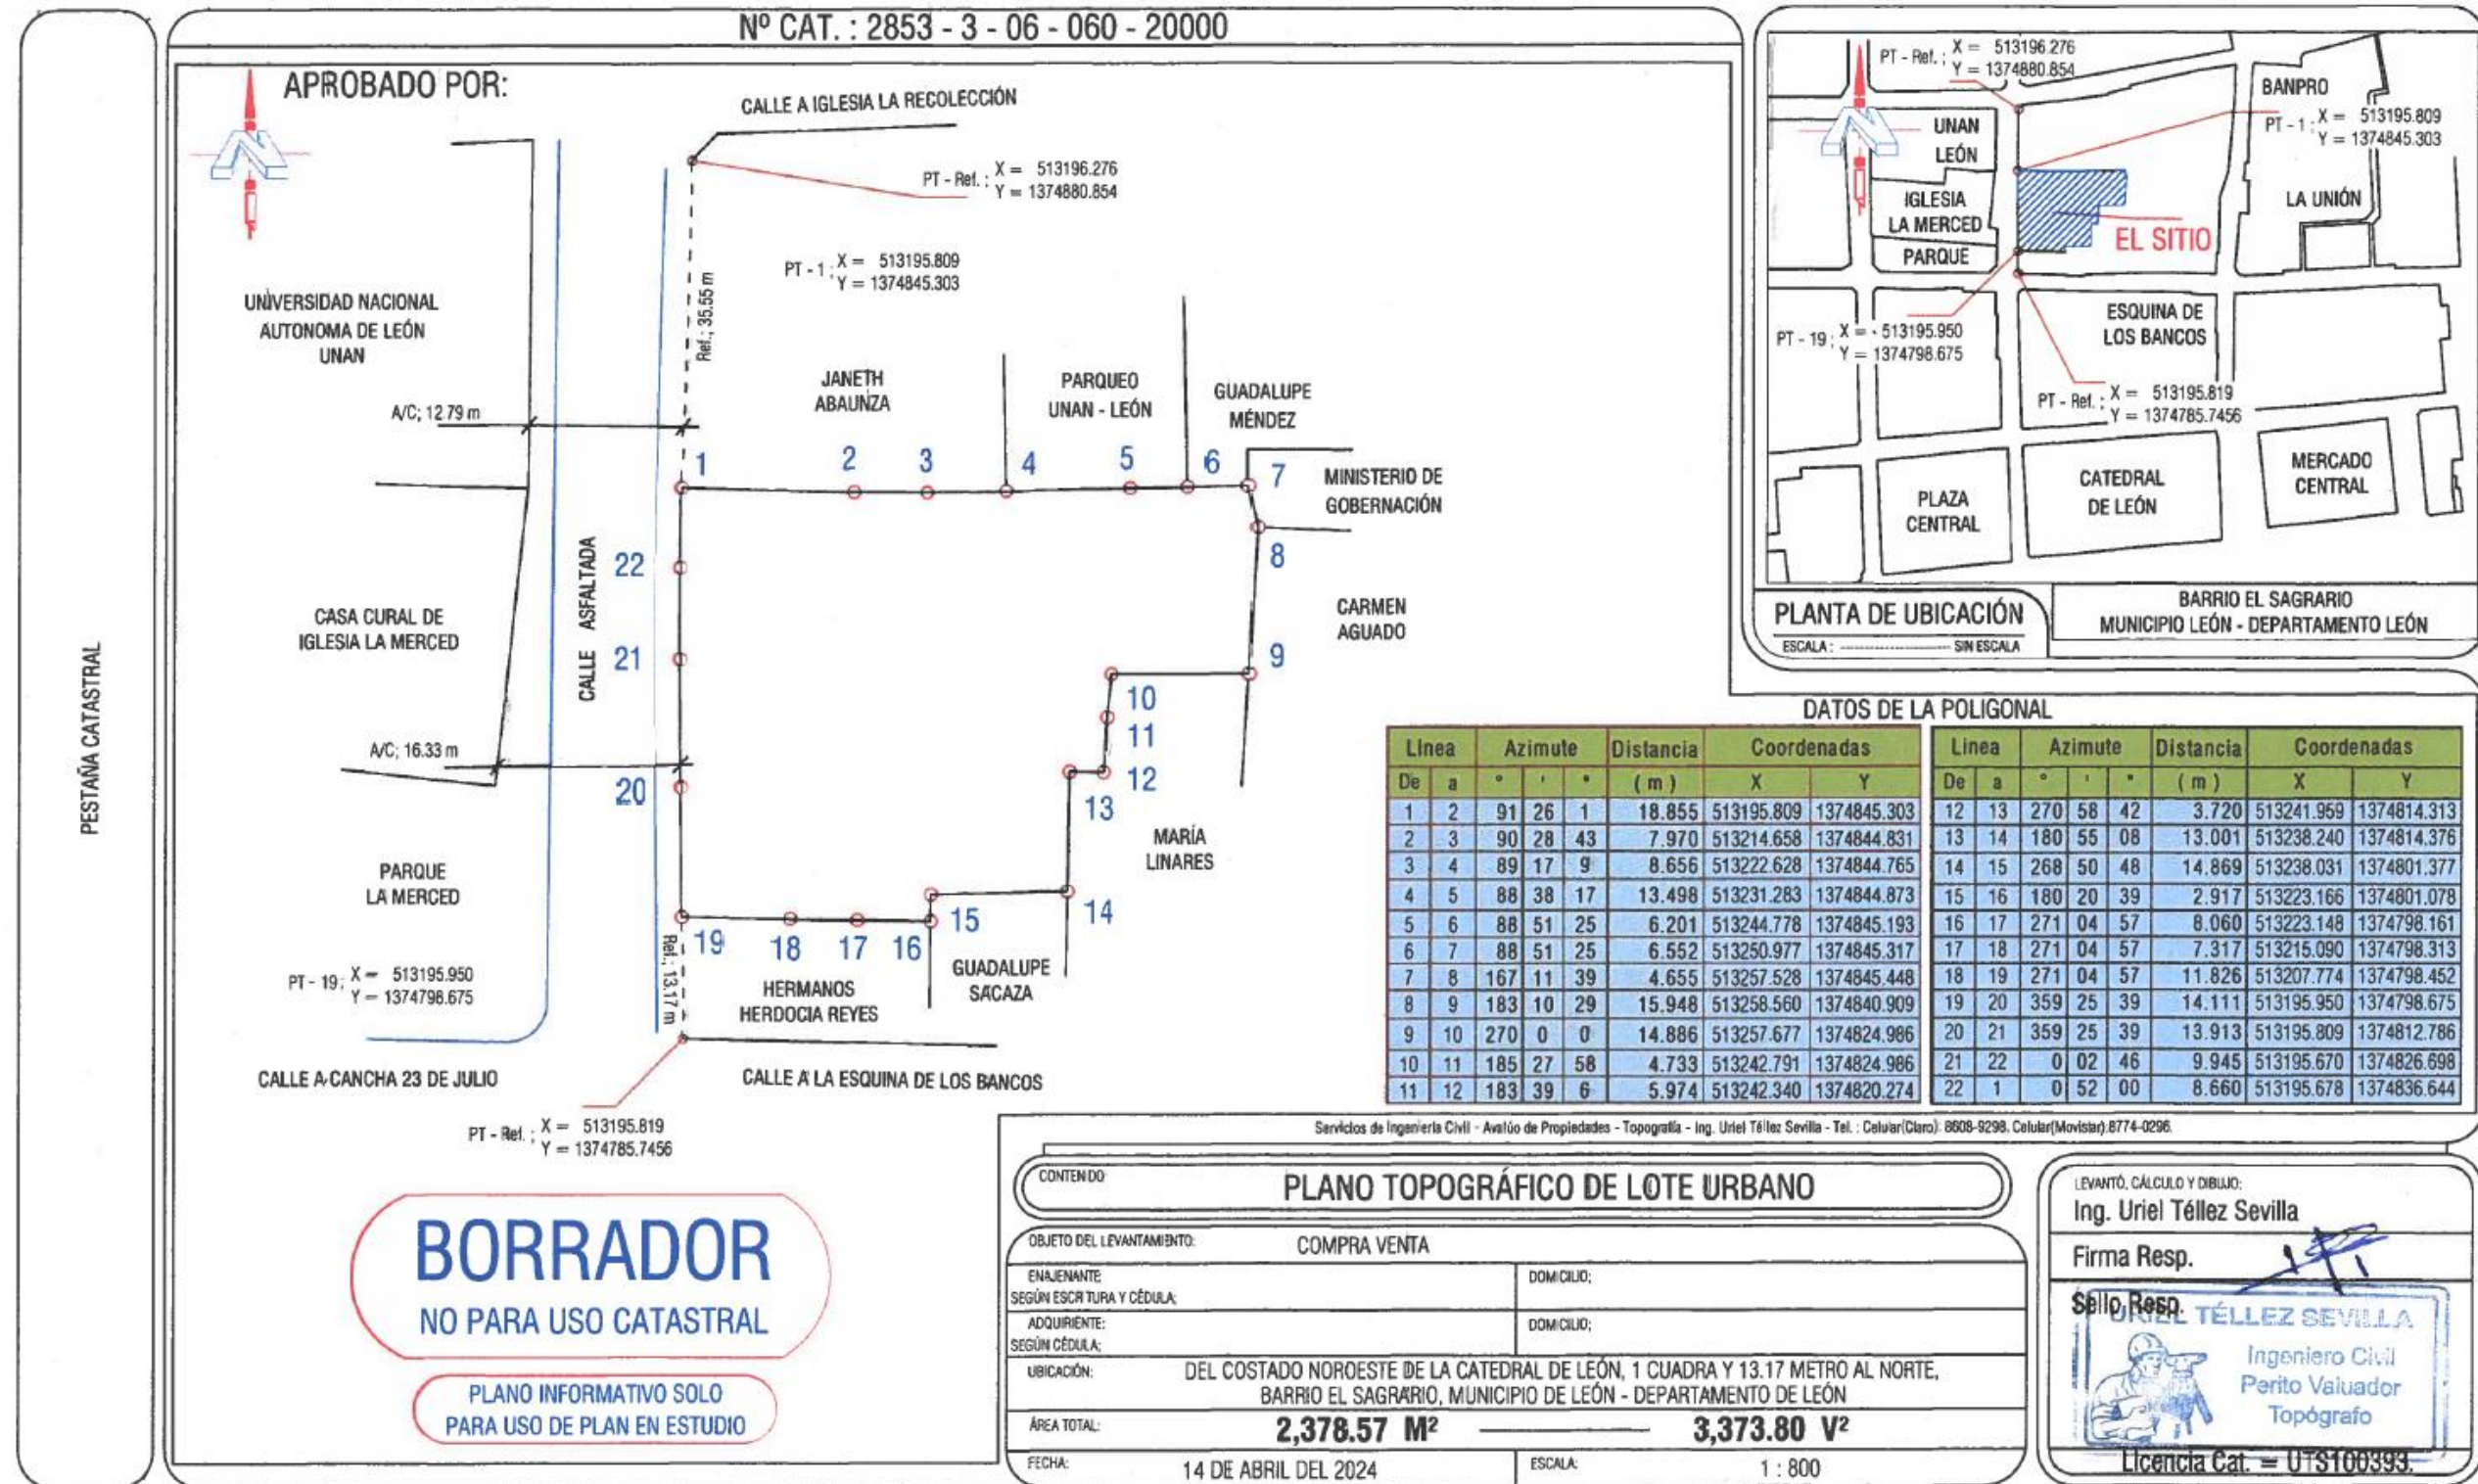 Nº CAT. : 2853 - 3 - 06 - 060 - 20000
PESTAÑA CATASTRAL
APROBADO POR:
N
CALLE A IGLESIA LA RECOLECCIÓN
PT - Ref. ; X = 513196.276
Y = 1374880.854
Ref.; 35.55 m
PT - 1 ; X = 513195.809
Y = 1374845.303
UNIVERSIDAD NACIONAL
AUTONOMA DE LEÓN
UNAN
A/C; 12.79 m
JANETH
ABAUNZA
PARQUEO
UNAN - LEÓN
GUADALUPE
MÉNDEZ
MINISTERIO DE
GOBERNACIÓN
1
2
3
4
5
6
7
8
9
10
11
12
13
14
15
16
17
18
19
20
21
22
CALLE ASFALTADA
CASA CURAL DE
IGLESIA LA MERCED
CARMEN
AGUADO
A/C; 16.33 m
PARQUE
LA MERCED
MARÍA
LINARES
PT - 19 ; X = 513195.950
Y = 1374798.675
Ref.; 13.17 m
HERMANOS
HERDOCIA REYES
GUADALUPE
SACAZA
CALLE A CANCHA 23 DE JULIO
CALLE A LA ESQUINA DE LOS BANCOS
PT - Ref. ; X = 513195.819
Y = 1374785.7456
BORRADOR
NO PARA USO CATASTRAL
PLANO INFORMATIVO SOLO
PARA USO DE PLAN EN ESTUDIO
PT - Ref. ; X = 513196.276
Y = 1374880.854
N
BANPRO
PT - 1 ; X = 513195.809
Y = 1374845.303
UNAN
LEÓN
IGLESIA
LA MERCED
PARQUE
LA UNIÓN
EL SITIO
PT - 19 ; X = 513195.950
Y = 1374798.675
ESQUINA DE
LOS BANCOS
PT - Ref. ; X = 513195.819
Y = 1374785.7456
PLAZA
CENTRAL
CATEDRAL
DE LEÓN
MERCADO
CENTRAL
PLANTA DE UBICACIÓN
ESCALA : SIN ESCALA
BARRIO EL SAGRARIO
MUNICIPIO LEÓN - DEPARTAMENTO LEÓN
DATOS DE LA POLIGONAL
Linea Azimute Distancia Coordenadas
De a ° ' " ( m ) X Y
1 2 91 26 1 18.855 513195.809 1374845.303
2 3 90 28 43 7.970 513214.658 1374844.831
3 4 89 17 9 8.656 513222.628 1374844.765
4 5 88 38 17 13.498 513231.283 1374844.873
5 6 88 51 25 6.201 513244.778 1374845.193
6 7 88 51 25 6.552 513250.977 1374845.317
7 8 167 11 39 4.655 513257.528 1374845.448
8 9 183 10 29 15.948 513258.560 1374840.909
9 10 270 0 0 14.886 513257.677 1374824.986
10 11 185 27 58 4.733 513242.791 1374824.986
11 12 183 39 6 5.974 513242.340 1374820.274
Linea Azimute Distancia Coordenadas
De a ° ' " ( m ) X Y
12 13 270 58 42 3.720 513241.959 1374814.313
13 14 180 55 08 13.001 513238.240 1374814.376
14 15 268 50 48 14.869 513238.031 1374801.377
15 16 180 20 39 2.917 513223.166 1374801.078
16 17 271 04 57 8.060 513223.148 1374798.161
17 18 271 04 57 7.317 513215.090 1374798.313
18 19 271 04 57 11.826 513207.774 1374798.452
19 20 359 25 39 14.111 513195.950 1374798.675
20 21 359 25 39 13.913 513195.809 1374812.786
21 22 0 02 46 9.945 513195.670 1374826.698
22 1 0 52 00 8.660 513195.678 1374836.644
Servicios de Ingeniería Civil - Avalúo de Propiedades - Topografía - Ing. Uriel Téllez Sevilla - Tel. : Celular(Claro): 8608-9298. Celular(Movistar).8774-0296.
CONTENIDO
PLANO TOPOGRÁFICO DE LOTE URBANO
OBJETO DEL LEVANTAMIENTO: COMPRA VENTA
ENAJENANTE
SEGÚN ESCRITURA Y CÉDULA;
DOMICILIO;
ADQUIRIENTE:
SEGÚN CÉDULA;
DOMICILIO;
UBICACIÓN: DEL COSTADO NOROESTE DE LA CATEDRAL DE LEÓN, 1 CUADRA Y 13.17 METRO AL NORTE,
BARRIO EL SAGRARIO, MUNICIPIO DE LEÓN - DEPARTAMENTO DE LEÓN
ÁREA TOTAL: 2,378.57 M² 3,373.80 V²
FECHA: 14 DE ABRIL DEL 2024
ESCALA: 1 : 800
LEVANTÓ, CÁLCULO Y DIBUJO;
Ing. Uriel Téllez Sevilla
Firma Resp.
Sello Resp.
URIEL TÉLLEZ SEVILLA
Ingeniero Civil
Perito Valuador
Topógrafo
Licencia Cat. = UTS100393.